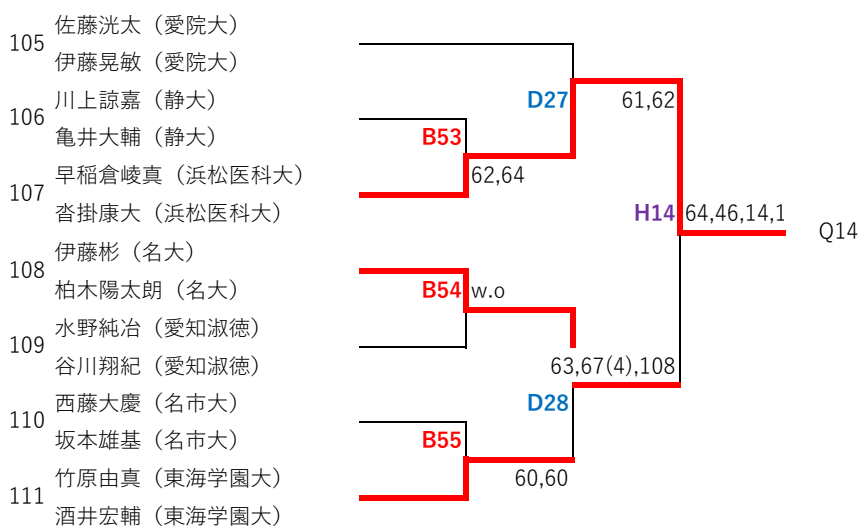 佐藤洸太（愛院大）
105
伊藤晃敏（愛院大）
川上諒嘉（静大）
D27
61,62
106
亀井大輔（静大）
B53
早稲倉崚真（浜松医科大）
62,64
107
沓掛康大（浜松医科大）
H14
64,46,14,1
Q14
伊藤彬（名大）
108
柏木陽太朗（名大）
B54
w.o
水野純冶（愛知淑徳）
109
谷川翔紀（愛知淑徳）
63,67(4),108
西藤大慶（名市大）
D28
110
坂本雄基（名市大）
B55
竹原由真（東海学園大）
60,60
111
酒井宏輔（東海学園大）